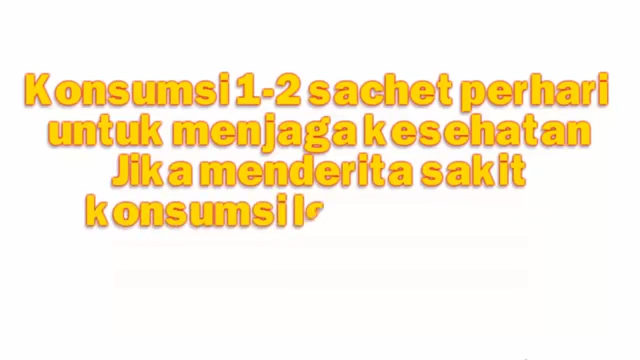 Konsumsi 1-2 sachet perhari
untuk menjaga kesehatan
Jika menderita sakit
konsumsi